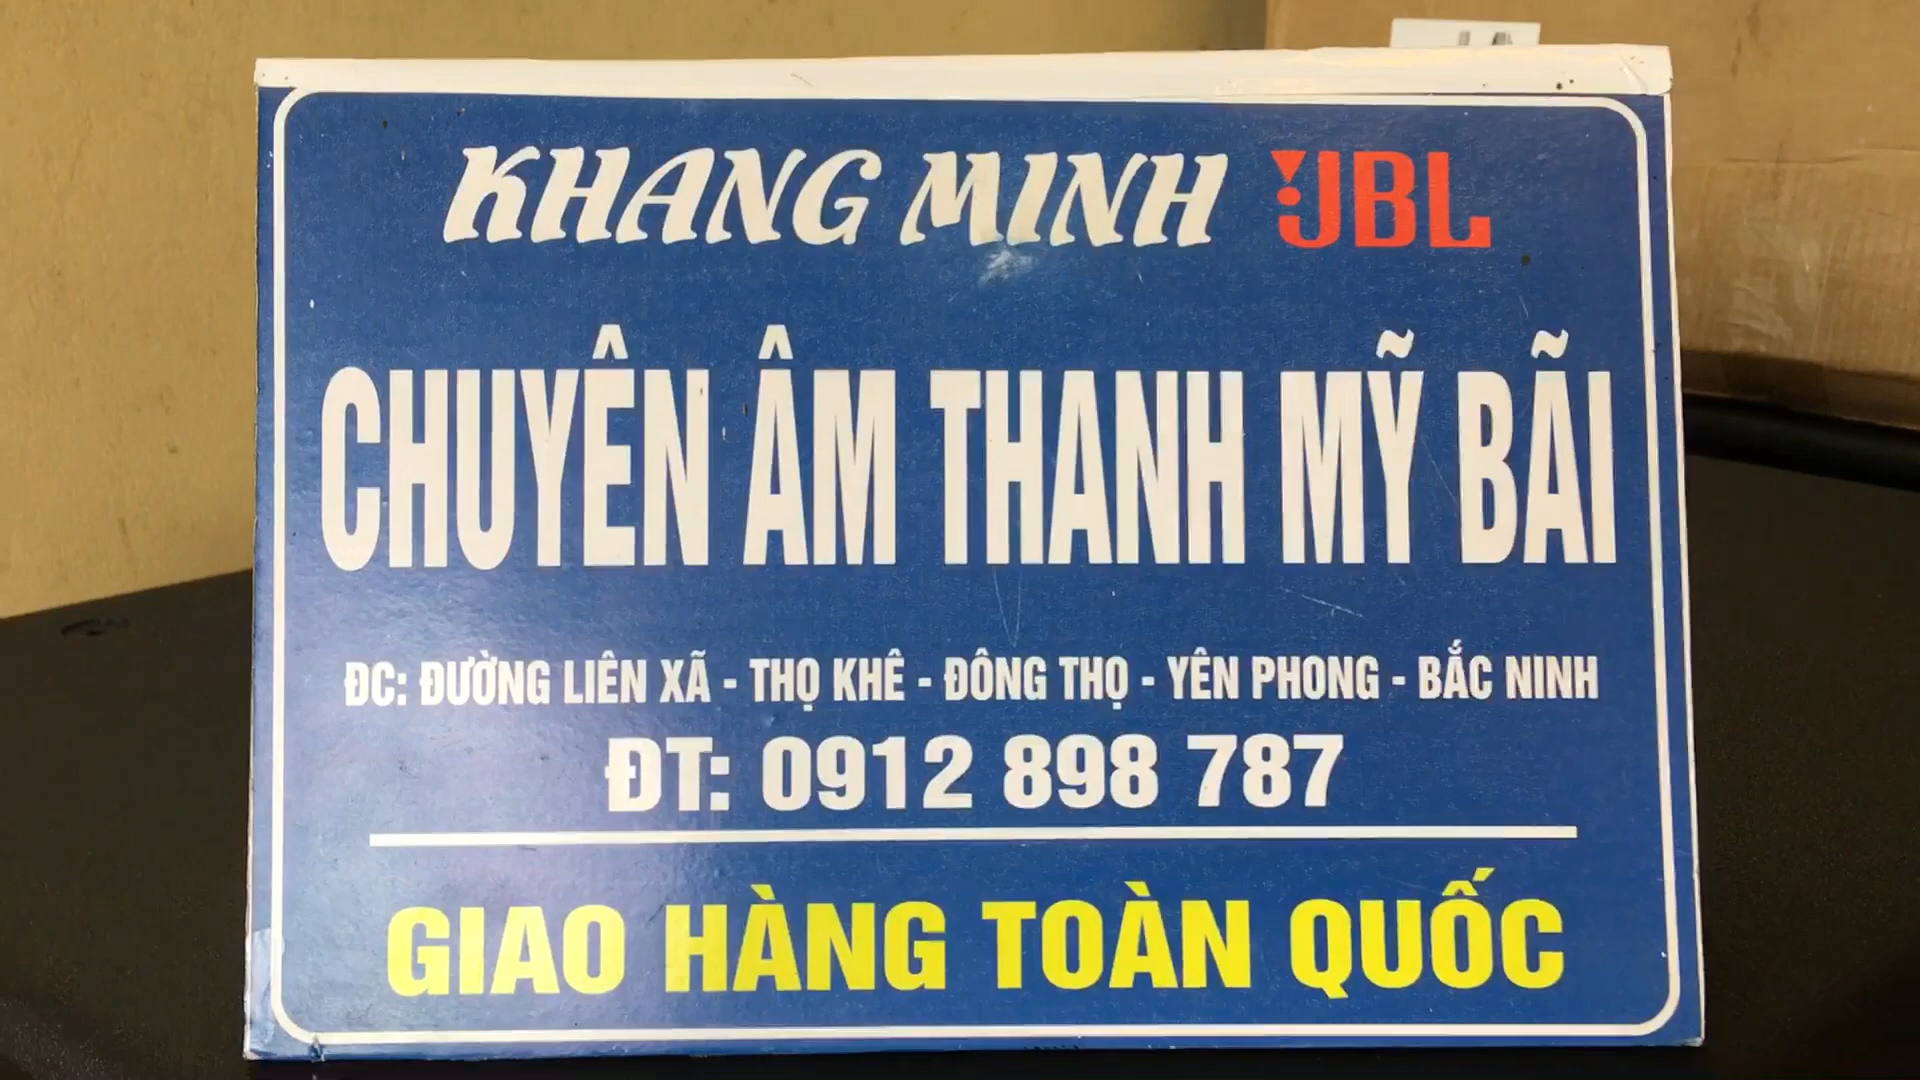 KHANG MINH JBL
CHUYÊN ÂM THANH MỸ BÃI
ĐC: ĐƯỜNG LIÊN XÃ - THỌ KHÊ - ĐÔNG THỌ - YÊN PHONG - BẮC NINH
ĐT: 0912 898 787
GIAO HÀNG TOÀN QUỐC